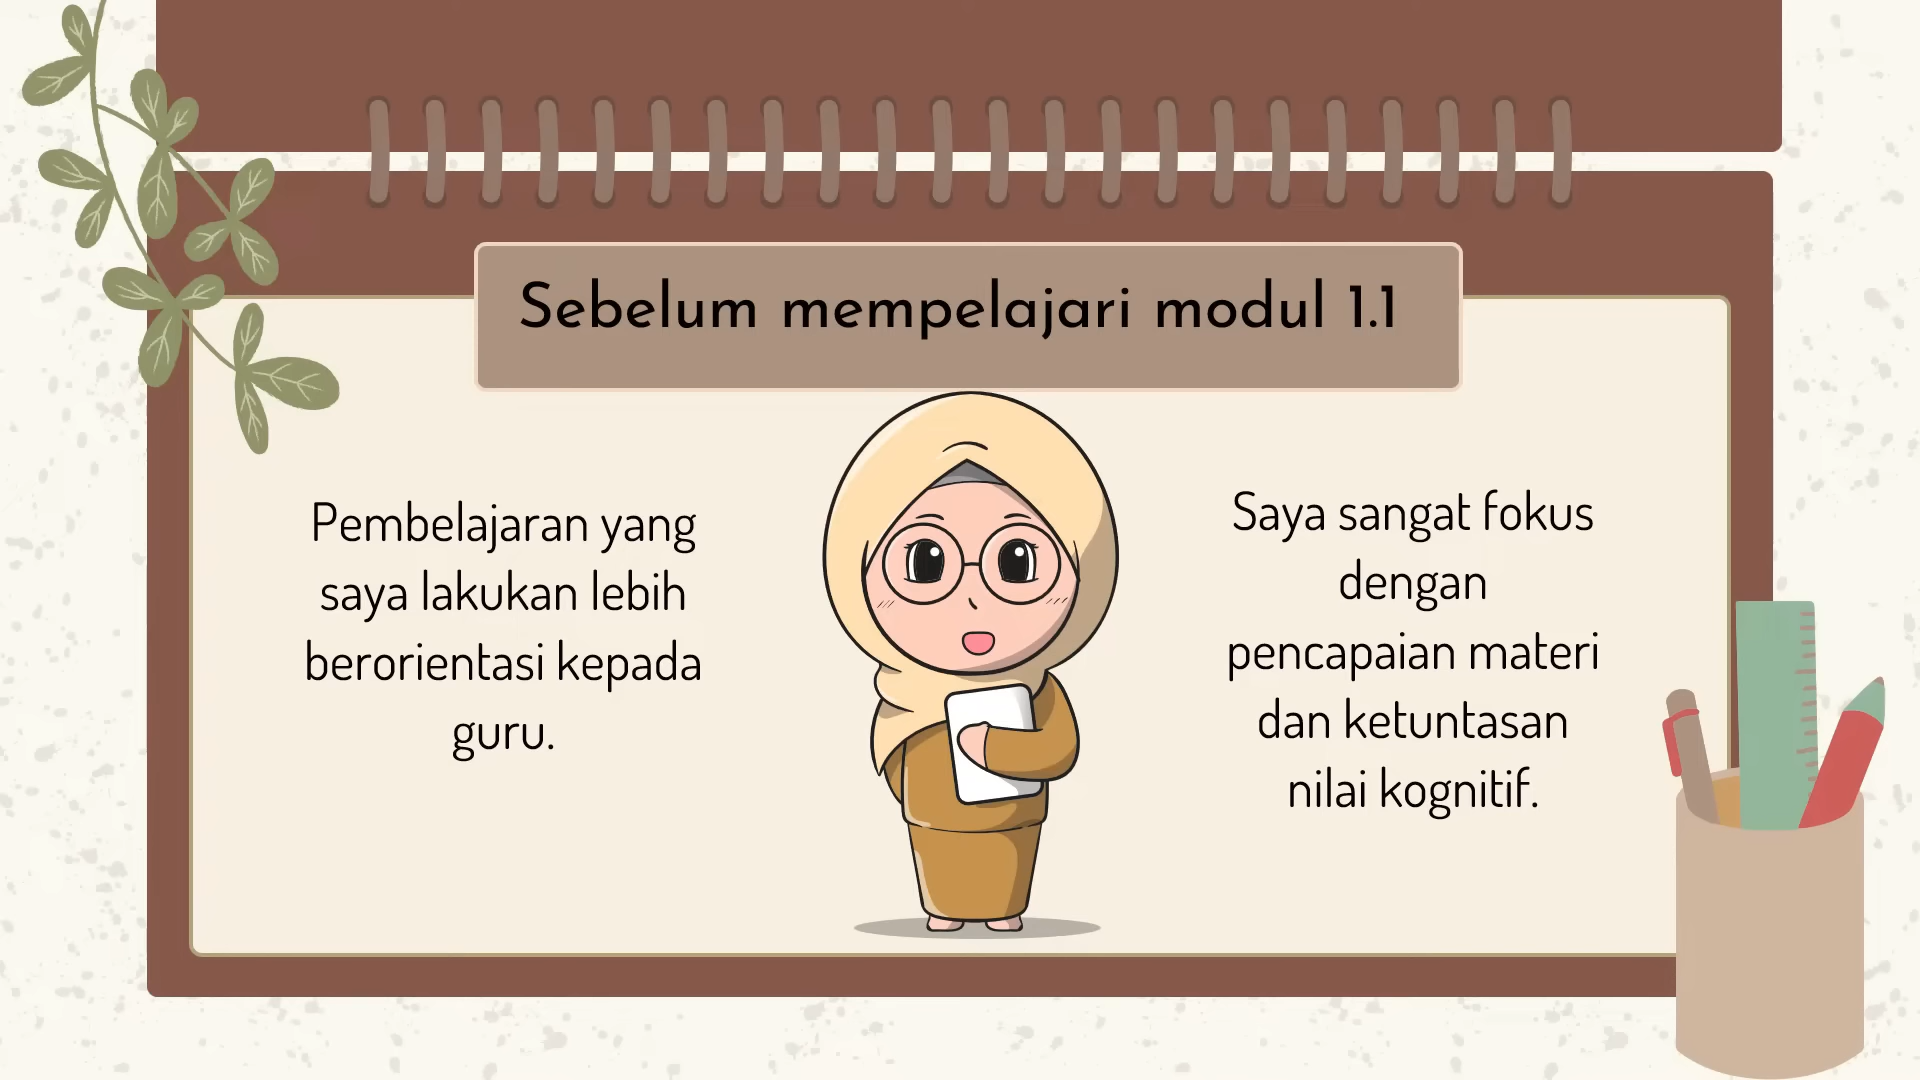 Sebelum mempelajari modul 1.1
Pembelajaran yang
saya lakukan lebih
berorientasi kepada
guru.
Saya sangat fokus
dengan
pencapaian materi
dan ketuntasan
nilai kognitif.